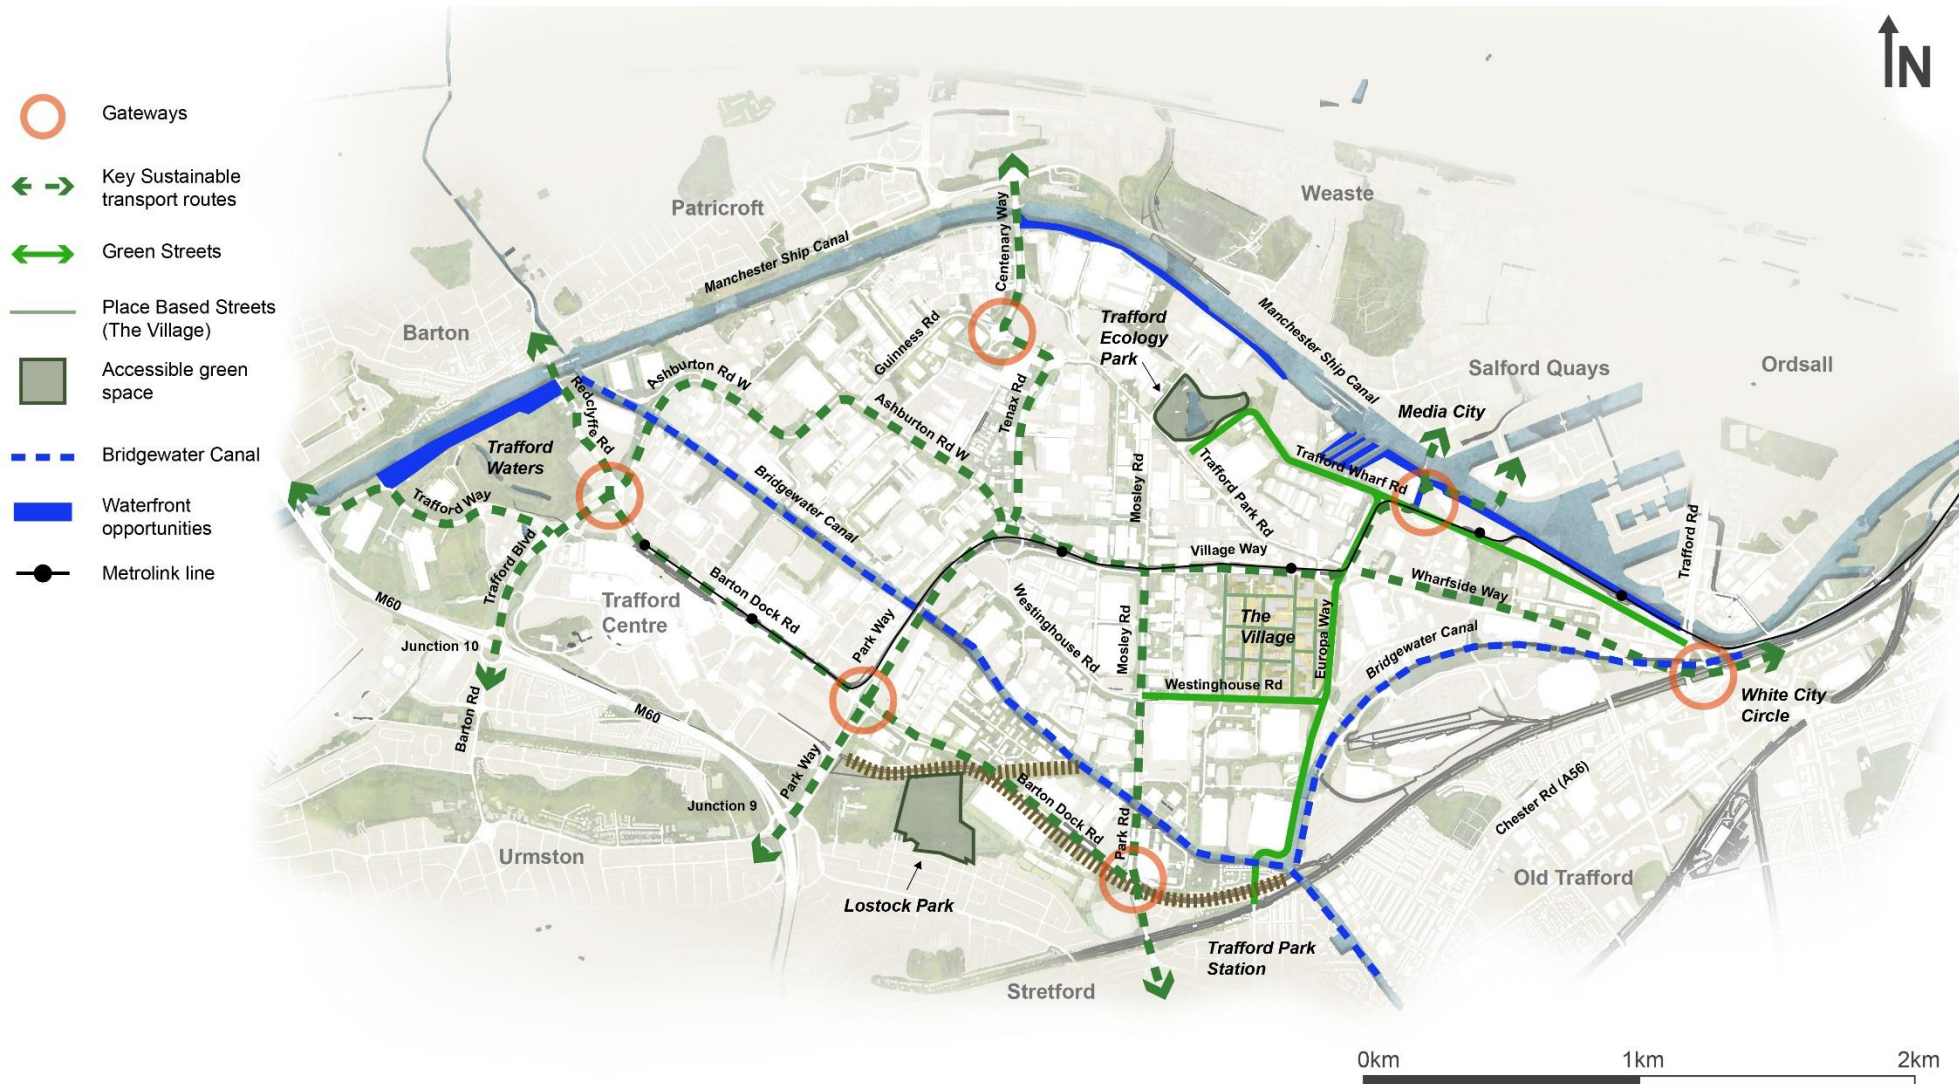 N
Gateways
Key Sustainable
transport routes
Green Streets
Place Based Streets
(The Village)
Accessible green
space
Bridgewater Canal
Waterfront
opportunities
Metrolink line
Patricroft
Weaste
Barton
Manchester Ship Canal
Centenary Way
Guinness Rd
Trafford
Ecology
Park
Manchester Ship Canal
Salford Quays
Ordsall
Media City
Redclyffe Rd
Ashburton Rd W
Ashburton Rd W
Tenax Rd
Trafford
Waters
Trafford Way
Trafford Blvd
Bridgewater Canal
Mosley Rd
Trafford Park Rd
Trafford Wharf Rd
Trafford Rd
Village Way
Wharfside Way
M60
Junction 10
Barton Rd
Trafford
Centre
Barton Dock Rd
Park Way
Westinghouse Rd
Mosley Rd
The
Village
Europa Way
Westinghouse Rd
Bridgewater Canal
White City
Circle
M60
Park Way
Junction 9
Barton Dock Rd
Park Rd
Chester Rd (A56)
Urmston
Lostock Park
Old Trafford
Trafford Park
Station
Stretford
0km
1km
2km